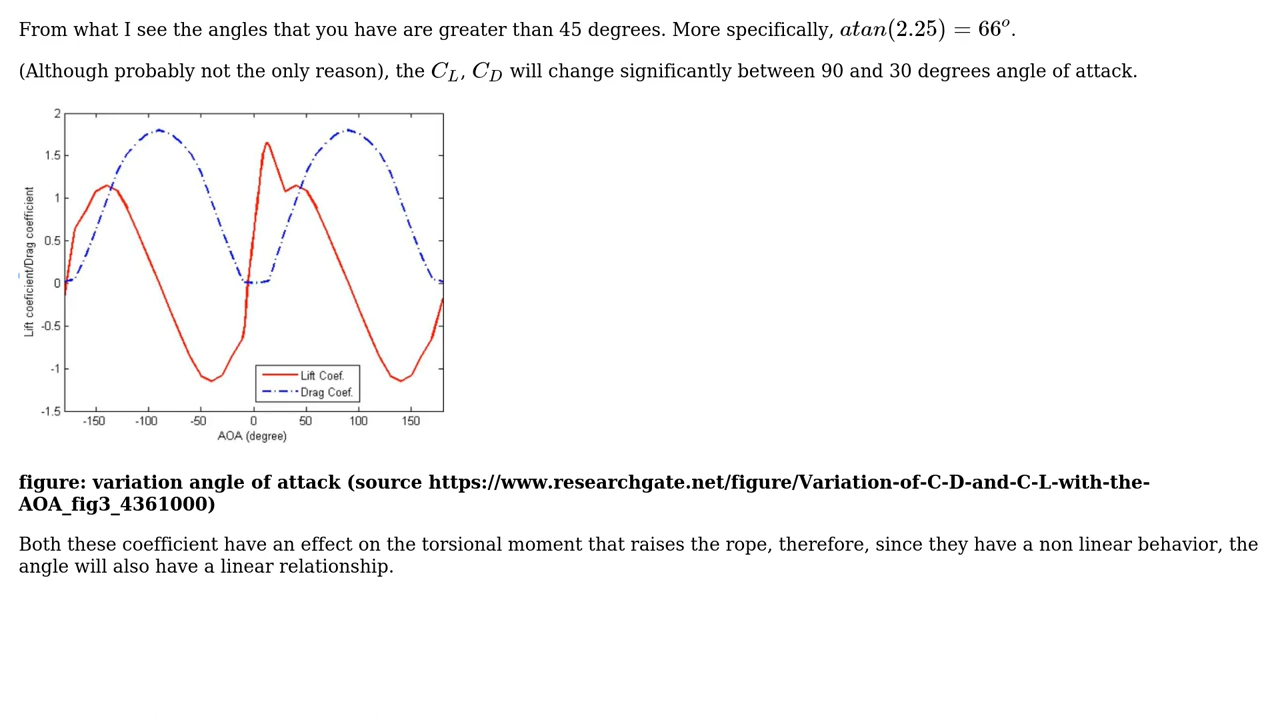 From what I see the angles that you have are greater than 45 degrees. More specifically, atan(2.25) = 66°.
(Although probably not the only reason), the C_L, C_D will change significantly between 90 and 30 degrees angle of attack.
2
1.5
1
0.5
0
-0.5
-1
-1.5
Lift coeficient/Drag coefficient
Lift Coef.
Drag Coef.
-150 -100 -50 0 50 100 150
AOA (degree)
figure: variation angle of attack (source https://www.researchgate.net/figure/Variation-of-C-D-and-C-L-with-the-
AOA_fig3_4361000)
Both these coefficient have an effect on the torsional moment that raises the rope, therefore, since they have a non linear behavior, the
angle will also have a linear relationship.